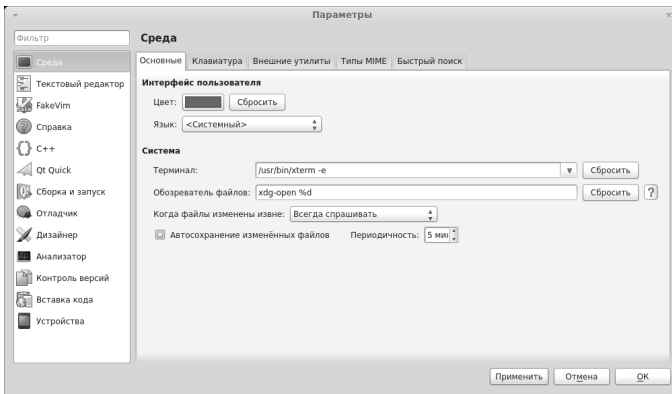 Параметры
Фильтр
Среда
Текстовый редактор
FakeVim
Справка
C++
Qt Quick
Сборка и запуск
Отладчик
Дизайнер
Анализатор
Контроль версий
Вставка кода
Устройства
Среда
Основные Клавиатура Внешние утилиты Типы MIME Быстрый поиск
Интерфейс пользователя
Цвет: Сбросить
Язык: <Системный>
Система
Терминал: /usr/bin/xterm -e Сбросить
Обозреватель файлов: xdg-open %d Сбросить ?
Когда файлы изменены извне: Всегда спрашивать
Автосохранение изменённых файлов Периодичность: 5 мин
Применить Отмена OK